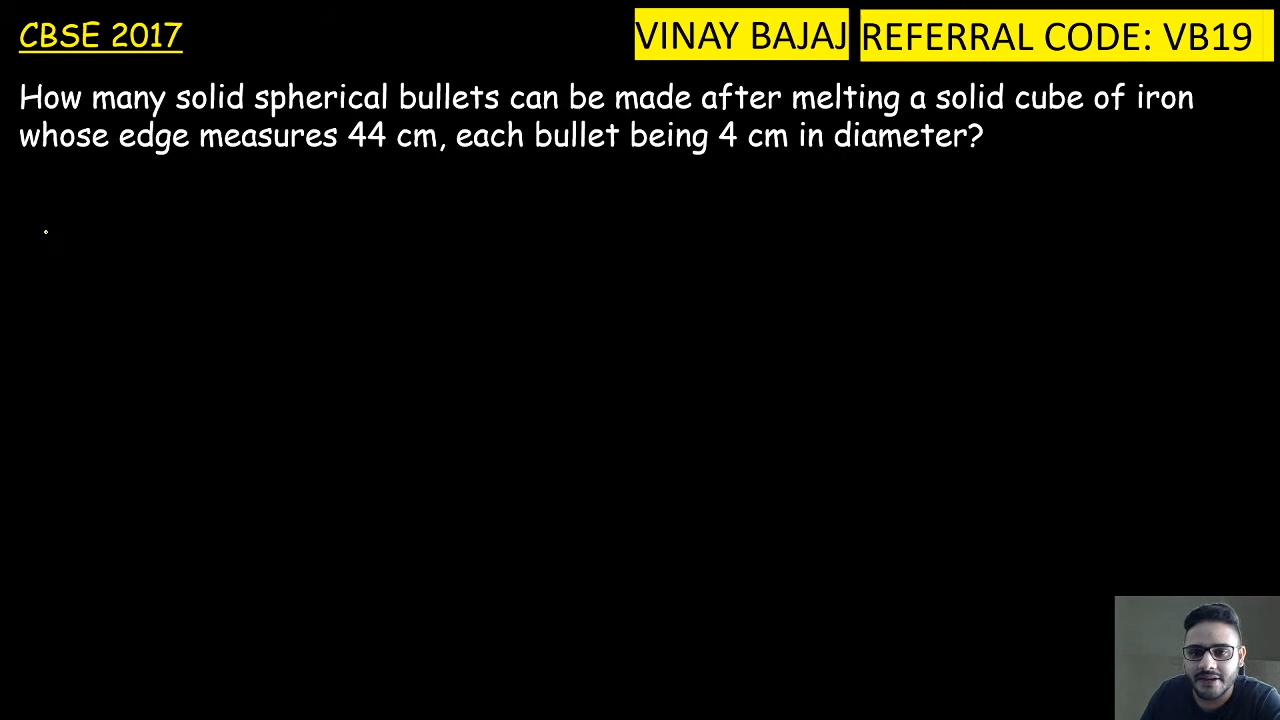 CBSE 2017
VINAY BAJAJ
REFERRAL CODE: VB19
How many solid spherical bullets can be made after melting a solid cube of iron
whose edge measures 44 cm, each bullet being 4 cm in diameter?